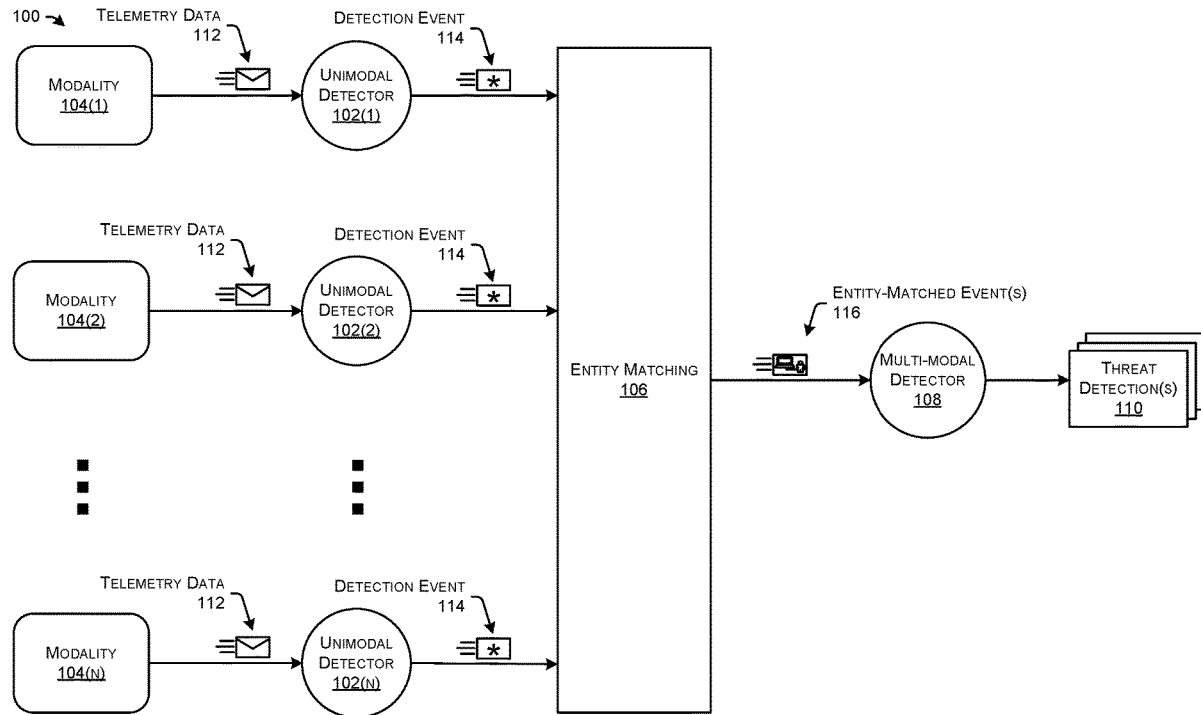 100
TELEMETRY DATA
112
DETECTION EVENT
114
MODALITY
104(1)
UNIMODAL
DETECTOR
102(1)
*
TELEMETRY DATA
112
DETECTION EVENT
114
MODALITY
104(2)
UNIMODAL
DETECTOR
102(2)
*
ENTITY MATCHING
106
ENTITY-MATCHED EVENT(S)
116
MULTI-MODAL
DETECTOR
108
THREAT
DETECTION(S)
110
TELEMETRY DATA
112
DETECTION EVENT
114
MODALITY
104(N)
UNIMODAL
DETECTOR
102(N)
*